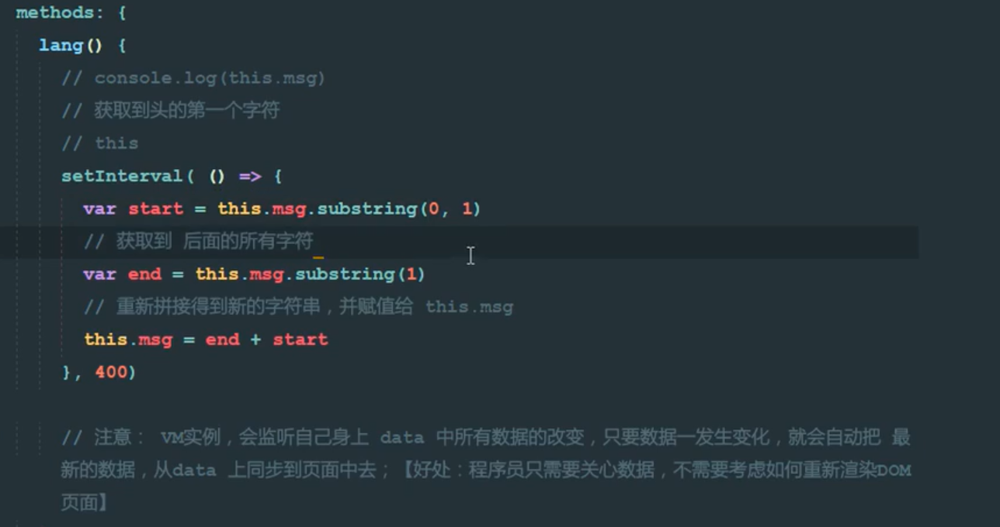 methods: {
lang() {
// console.log(this.msg)
// 获取到头的第一个字符
// this
setInterval( () => {
var start = this.msg.substring(0, 1)
// 获取到 后面的所有字符
var end = this.msg.substring(1)
// 重新拼接得到新的字符串，并赋值给 this.msg
this.msg = end + start
}, 400)
// 注意： VM实例，会监听自己身上 data 中所有数据的改变，只要数据一发生变化，就会自动把 最
新的数据，从data 上同步到页面中去；【好处：程序员只需要关心数据，不需要考虑如何重新渲染DOM
页面】